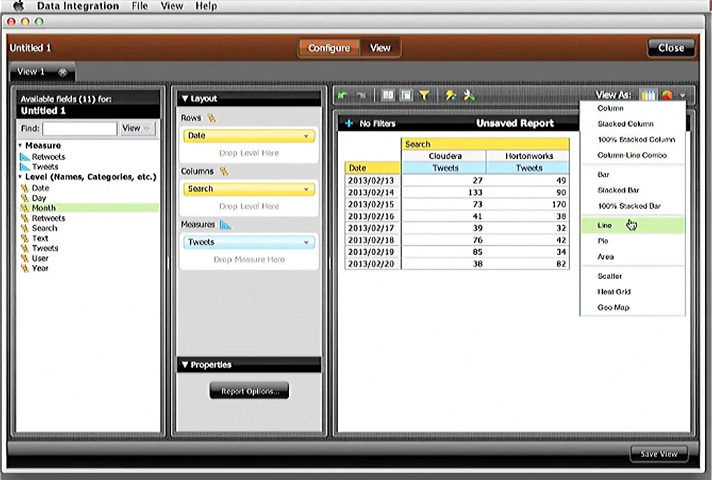 Data Integration File View Help
Untitled 1
Configure View
Close
View 1
Available fields (11) for:
Untitled 1
Find: View
Measure
Retweets
Tweets
Level (Names, Categories, etc.)
Date
Day
Month
Retweets
Search
Text
Tweets
User
Year
Layout
Rows
Date
Drop Level Here
Columns
Search
Drop Level Here
Measures
Tweets
Drop Measure Here
Properties
Report Options...
View As:
No Filters Unsaved Report
Search
Cloudera Hortonworks
Date Tweets Tweets
2013/02/13 27 49
2013/02/14 133 90
2013/02/15 73 170
2013/02/16 41 38
2013/02/17 39 32
2013/02/18 76 42
2013/02/19 85 34
2013/02/20 38 82
Column
Stacked Column
100% Stacked Column
Column-Line Combo
Bar
Stacked Bar
100% Stacked Bar
Line
Pie
Area
Scatter
Heat Grid
Geo Map
Save View